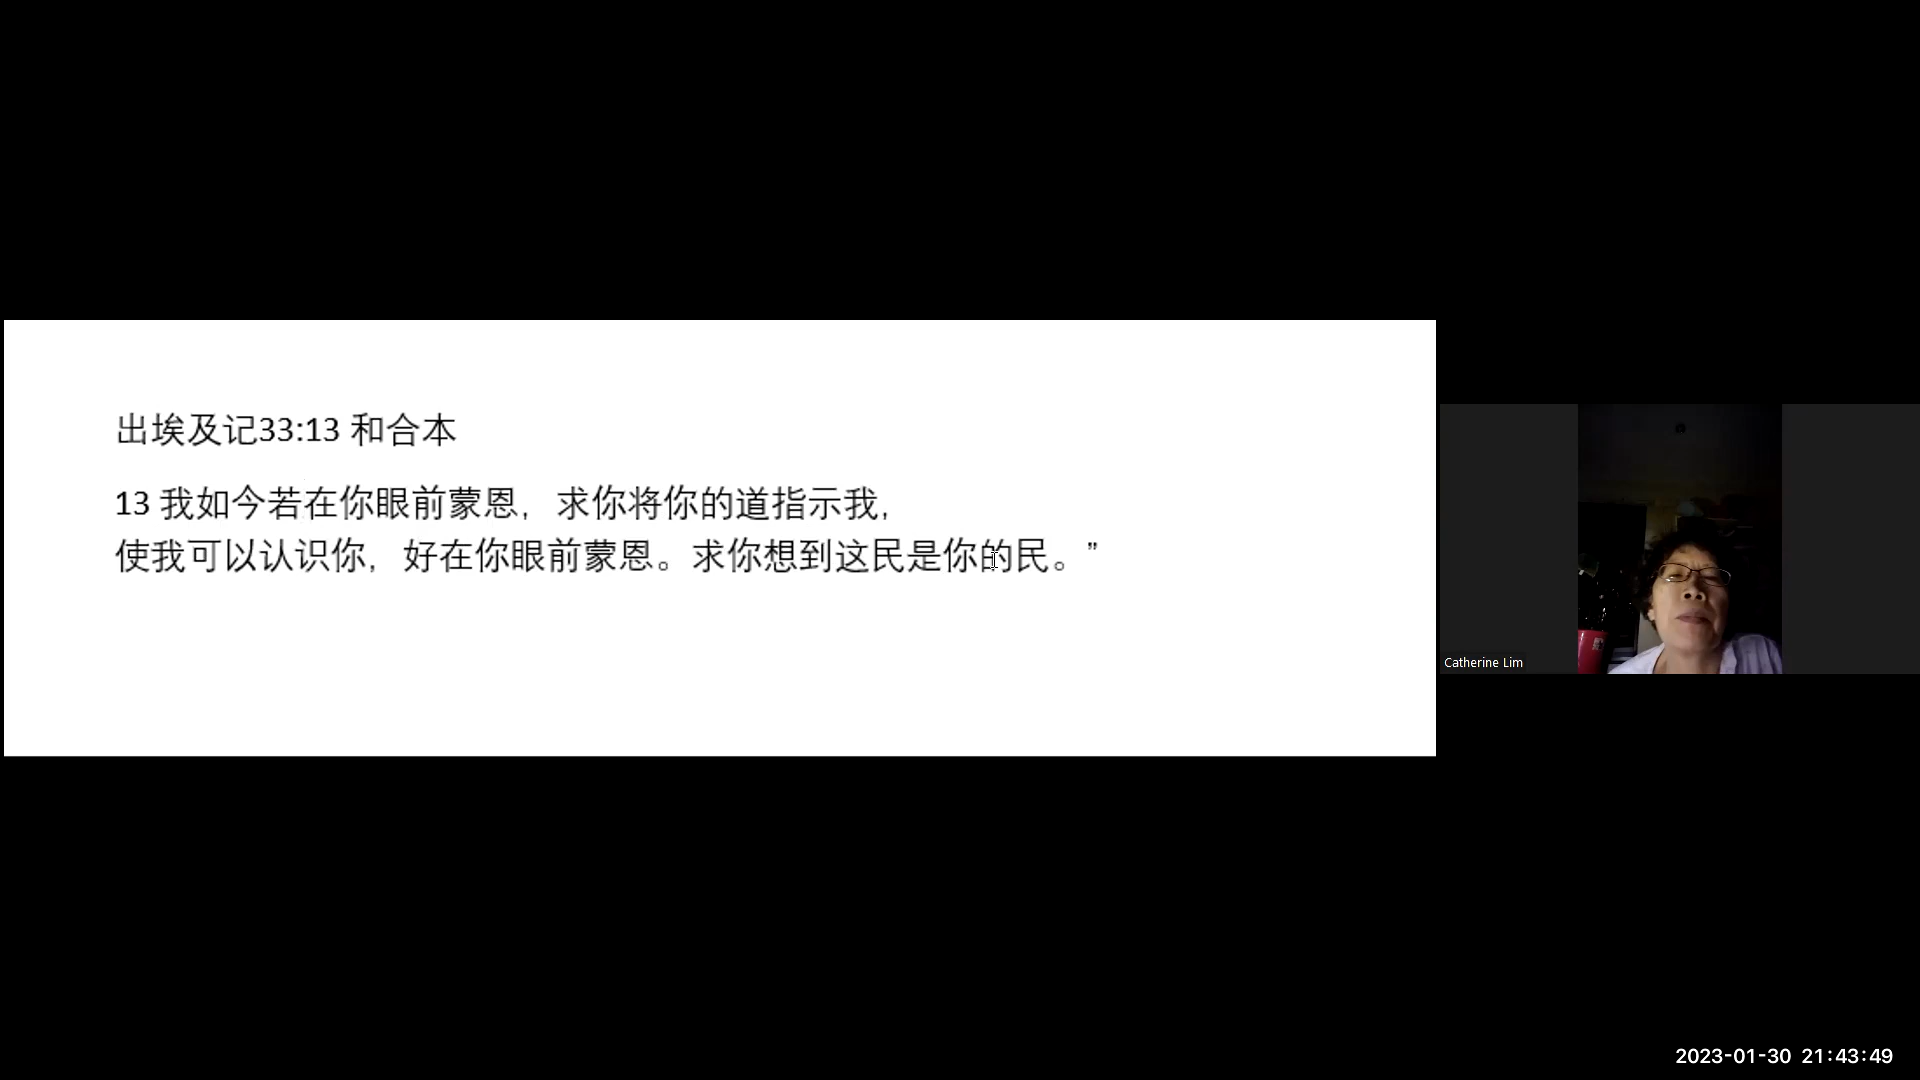 出埃及记33:13 和合本
13 我如今若在你眼前蒙恩，求你将你的道指示我，
使我可以认识你，好在你眼前蒙恩。求你想到这民是你的民。”
Catherine Lim
2023-01-30 21:43:49